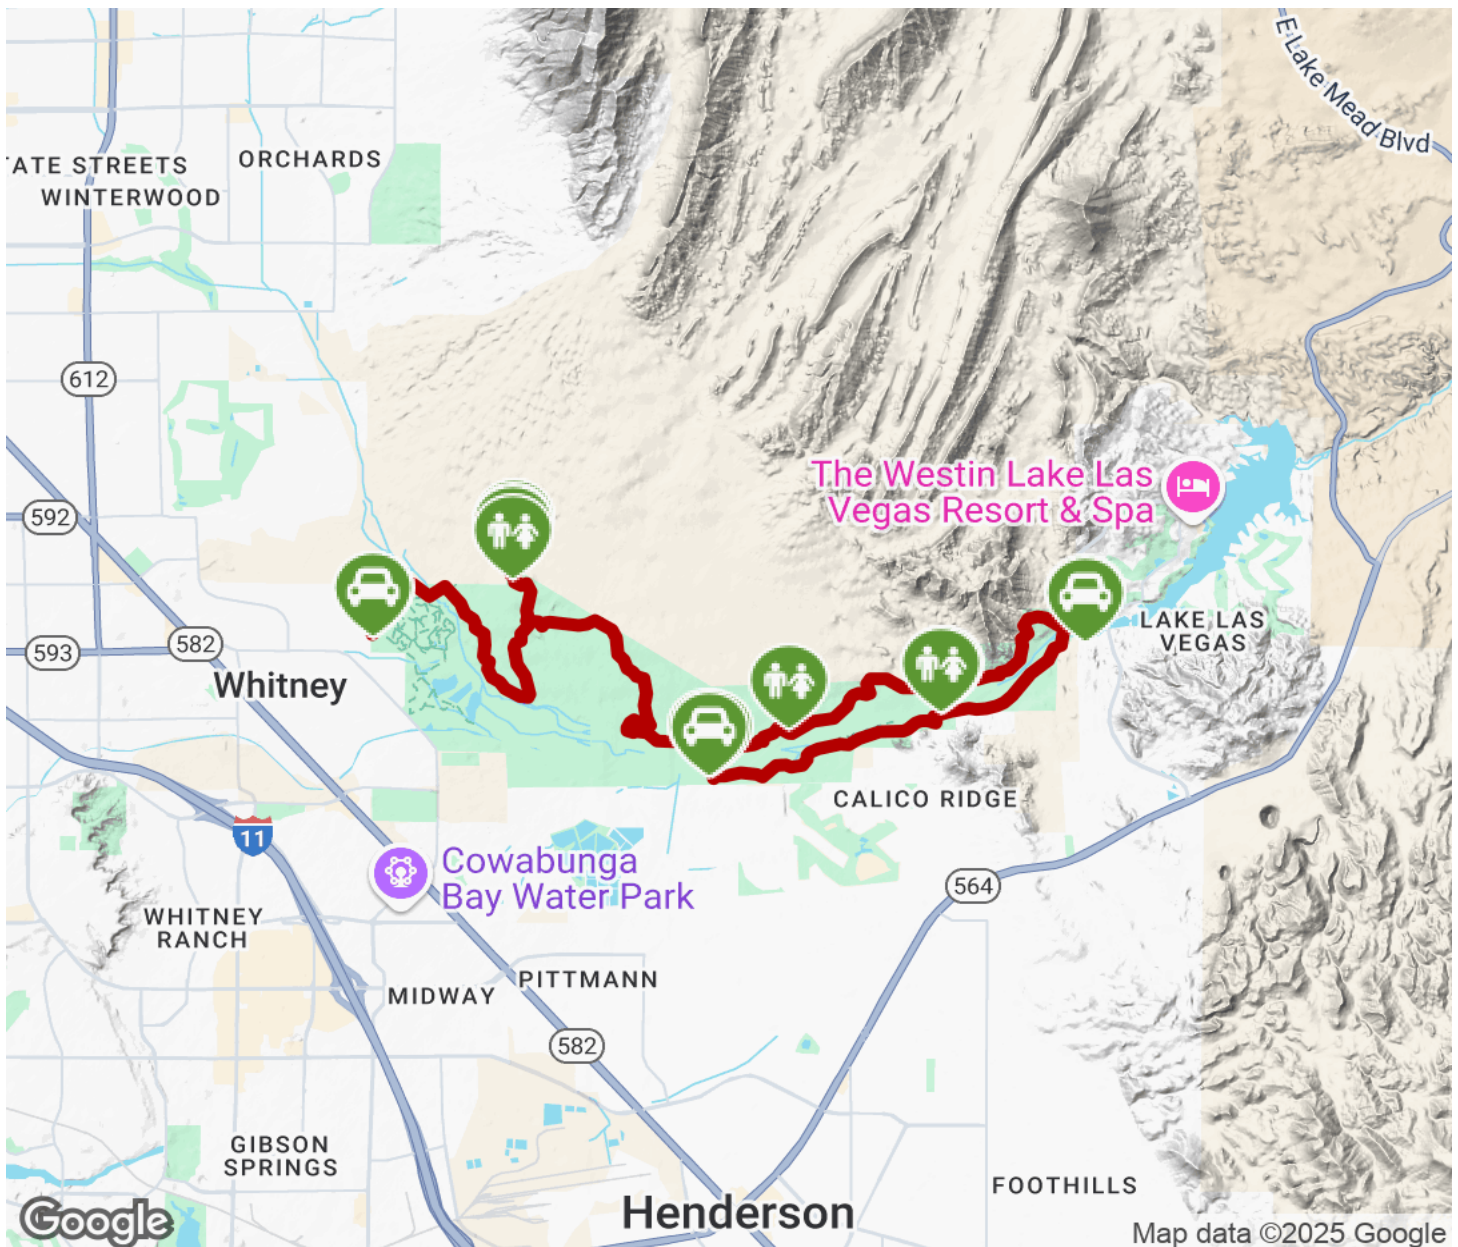 E Lake Mead Blvd
TATE STREETS
ORCHARDS
WINTERWOOD
612
The Westin Lake Las
Vegas Resort & Spa
592
593
582
LAKE LAS
VEGAS
Whitney
CALICO RIDGE
11
Cowabunga
Bay Water Park
564
WHITNEY
RANCH
PITTMANN
MIDWAY
582
GIBSON
SPRINGS
FOOTHILLS
Henderson
Google
Map data ©2025 Google